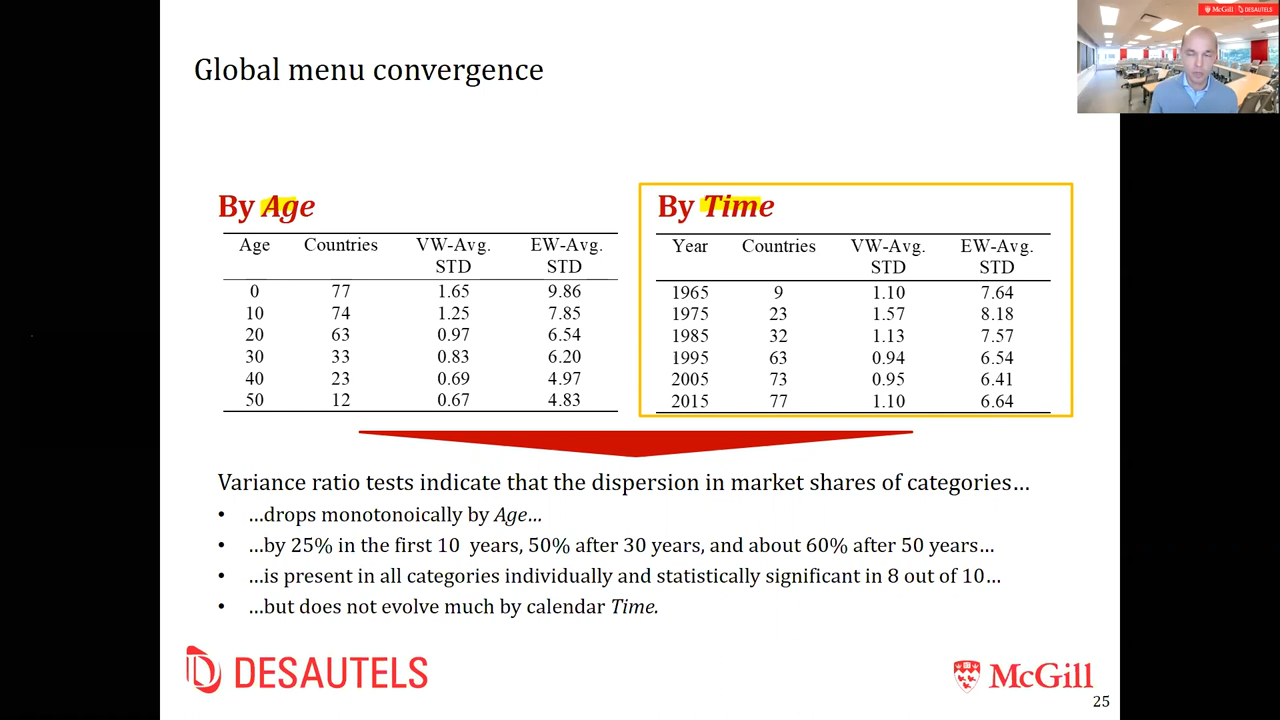 McGill DESAUTELS
Global menu convergence
By Age
Age Countries VW-Avg. EW-Avg.
STD STD
0 77 1.65 9.86
10 74 1.25 7.85
20 63 0.97 6.54
30 33 0.83 6.20
40 23 0.69 4.97
50 12 0.67 4.83
By Time
Year Countries VW-Avg. EW-Avg.
STD STD
1965 9 1.10 7.64
1975 23 1.57 8.18
1985 32 1.13 7.57
1995 63 0.94 6.54
2005 73 0.95 6.41
2015 77 1.10 6.64
Variance ratio tests indicate that the dispersion in market shares of categories…
• …drops monotonoically by Age…
• …by 25% in the first 10 years, 50% after 30 years, and about 60% after 50 years…
• …is present in all categories individually and statistically significant in 8 out of 10…
• …but does not evolve much by calendar Time.
DESAUTELS
McGill
25